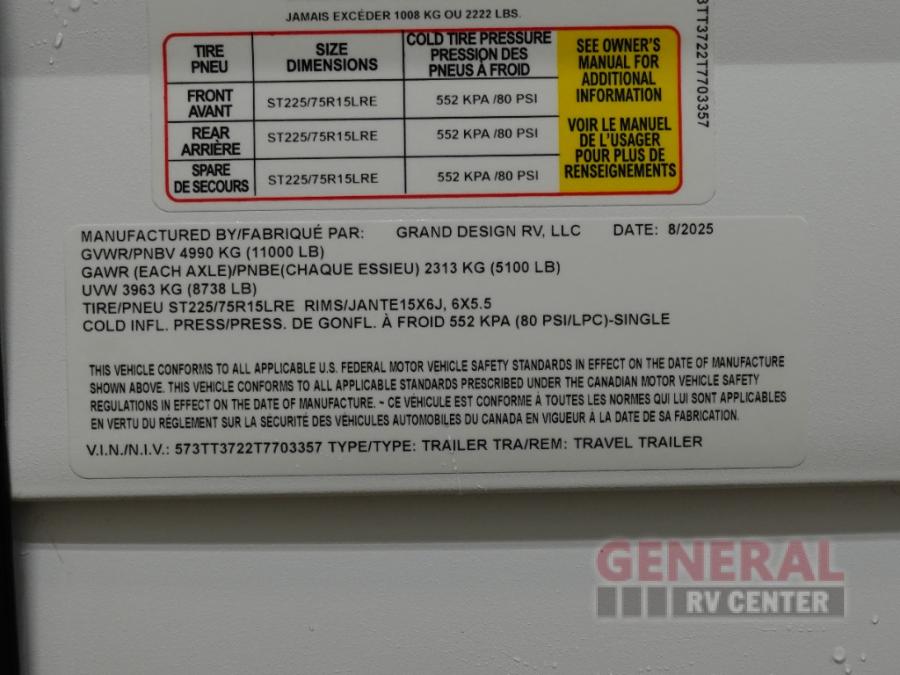 JAMAIS EXCÉDER 1008 KG OU 2222 LBS.
TIRE PNEU SIZE DIMENSIONS COLD TIRE PRESSURE PRESSION DES PNEUS À FROID
FRONT AVANT ST225/75R15LRE 552 KPA /80 PSI
REAR ARRIÈRE ST225/75R15LRE 552 KPA /80 PSI
SPARE DE SECOURS ST225/75R15LRE 552 KPA /80 PSI
SEE OWNER'S
MANUAL FOR
ADDITIONAL
INFORMATION
VOIR LE MANUEL
DE L'USAGER
POUR PLUS DE
RENSEIGNEMENTS
3TT3722T7703357
MANUFACTURED BY/FABRIQUÉ PAR: GRAND DESIGN RV, LLC DATE: 8/2025
GVWR/PNBV 4990 KG (11000 LB)
GAWR (EACH AXLE)/PNBE(CHAQUE ESSIEU) 2313 KG (5100 LB)
UVW 3963 KG (8738 LB)
TIRE/PNEU ST225/75R15LRE RIMS/JANTE15X6J, 6X5.5
COLD INFL. PRESS/PRESS. DE GONFL. À FROID 552 KPA (80 PSI/LPC)-SINGLE
THIS VEHICLE CONFORMS TO ALL APPLICABLE U.S. FEDERAL MOTOR VEHICLE SAFETY STANDARDS IN EFFECT ON THE DATE OF MANUFACTURE
SHOWN ABOVE. THIS VEHICLE CONFORMS TO ALL APPLICABLE STANDARDS PRESCRIBED UNDER THE CANADIAN MOTOR VEHICLE SAFETY
REGULATIONS IN EFFECT ON THE DATE OF MANUFACTURE. ~ CE VÉHICULE EST CONFORME À TOUTES LES NORMES QUI LUI SONT APPLICABLES
EN VERTU DU RÉGLEMENT SUR LA SÉCURITÉ DES VÉHICULES AUTOMOBILES DU CANADA EN VIGUEUR À LA DATE DE SA FABRICATION.
V.I.N./N.I.V.: 573TT3722T7703357 TYPE/TYPE: TRAILER TRA/REM: TRAVEL TRAILER
GENERAL
RV CENTER